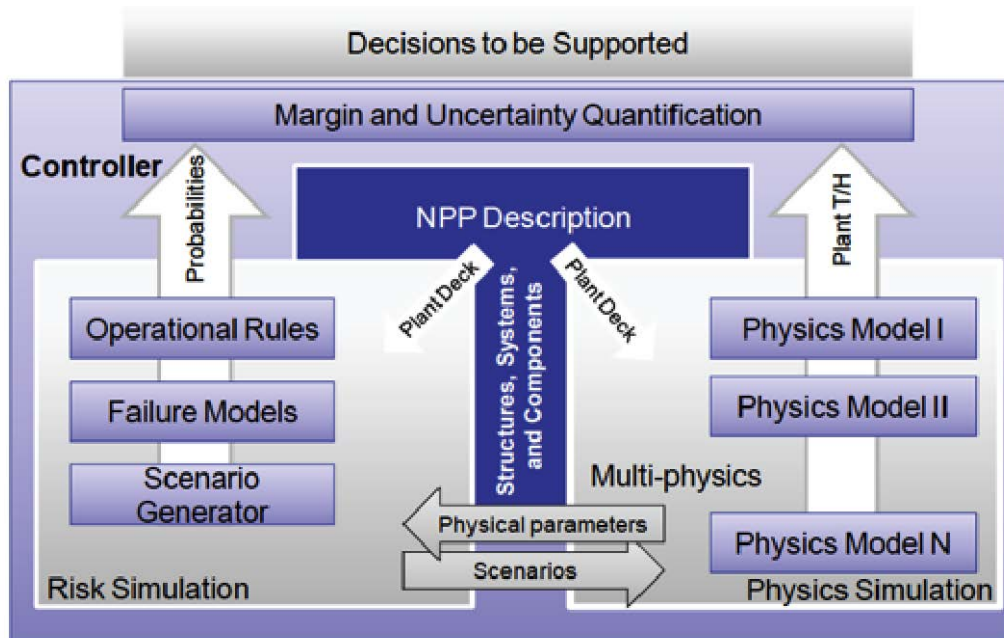 Decisions to be Supported
Margin and Uncertainty Quantification
Controller
Probabilities
NPP Description
Plant T/H
Plant Deck
Plant Deck
Structures, Systems,
and Components
Operational Rules
Failure Models
Scenario
Generator
Risk Simulation
Physics Model I
Physics Model II
Multi-physics
Physics Model N
Physics Simulation
Physical parameters
Scenarios